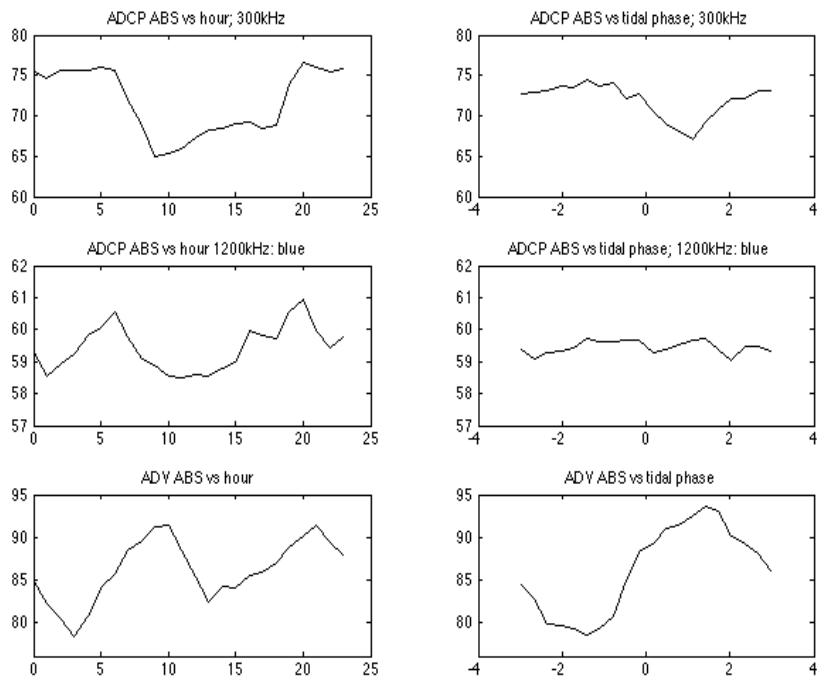 ADCP ABS vs hour; 300kHz
80
75
70
65
60
0 5 10 15 20 25
ADCP ABS vs tidal phase; 300kHz
80
75
70
65
60
-4 -2 0 2 4
ADCP ABS vs hour 1200kHz: blue
62
61
60
59
58
57
0 5 10 15 20 25
ADCP ABS vs tidal phase; 1200kHz: blue
62
61
60
59
58
57
-4 -2 0 2 4
ADV ABS vs hour
95
90
85
80
0 5 10 15 20 25
ADV ABS vs tidal phase
95
90
85
80
-4 -2 0 2 4